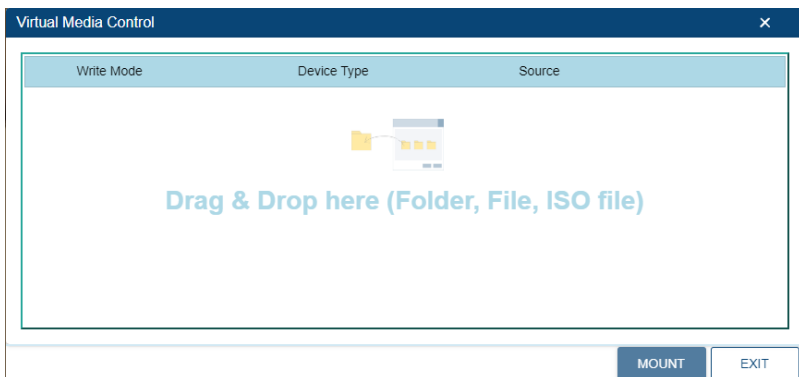 Virtual Media Control
Write Mode Device Type Source
Drag & Drop here (Folder, File, ISO file)
MOUNT EXIT